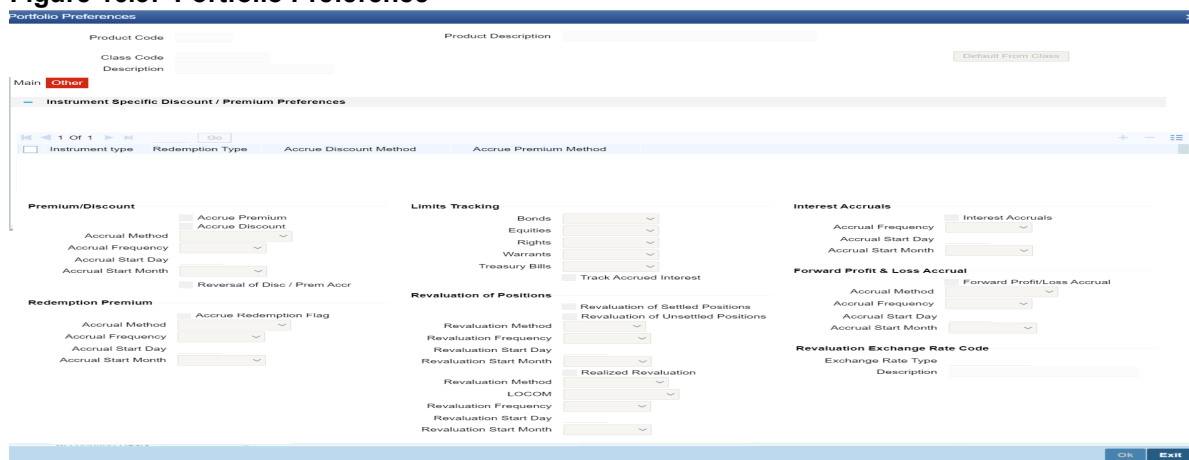 Portfolio Preferences
Product Code
Product Description
Class Code
Default From Class
Description
Main Other
Instrument Specific Discount / Premium Preferences
1 Of 1 Go
Instrument type Redemption Type Accrue Discount Method Accrue Premium Method
Premium/Discount
Accrue Premium
Accrue Discount
Accrual Method
Accrual Frequency
Accrual Start Day
Accrual Start Month
Reversal of Disc / Prem Accr
Redemption Premium
Accrue Redemption Flag
Accrual Method
Accrual Frequency
Accrual Start Day
Accrual Start Month
Limits Tracking
Bonds
Equities
Rights
Warrants
Treasury Bills
Track Accrued Interest
Revaluation of Positions
Revaluation of Settled Positions
Revaluation of Unsettled Positions
Revaluation Method
Revaluation Frequency
Revaluation Start Day
Revaluation Start Month
Realized Revaluation
Revaluation Method
LOCOM
Revaluation Frequency
Revaluation Start Day
Revaluation Start Month
Interest Accruals
Interest Accruals
Accrual Frequency
Accrual Start Day
Accrual Start Month
Forward Profit & Loss Accrual
Forward Profit/Loss Accrual
Accrual Method
Accrual Frequency
Accrual Start Day
Accrual Start Month
Revaluation Exchange Rate Code
Exchange Rate Type
Description
Ok Exit